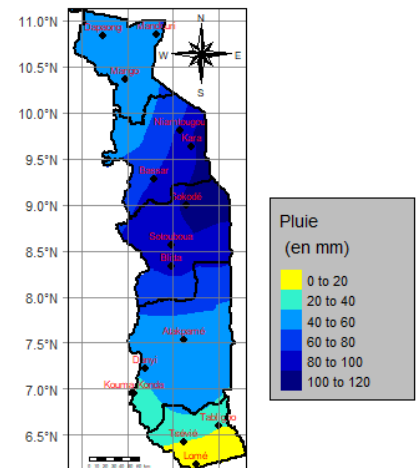 11.0°N
10.5°N
10.0°N
9.5°N
9.0°N
8.5°N
8.0°N
7.5°N
7.0°N
6.5°N
N
W
E
S
Dapaong
Mango
Niamtougou
Kara
Bassar
Sokodé
Sotouboua
Blitta
Atakpamé
Danyi
Kouma-Konda
Tabligbo
Tsévié
Lomé
Pluie
(en mm)
0 to 20
20 to 40
40 to 60
60 to 80
80 to 100
100 to 120